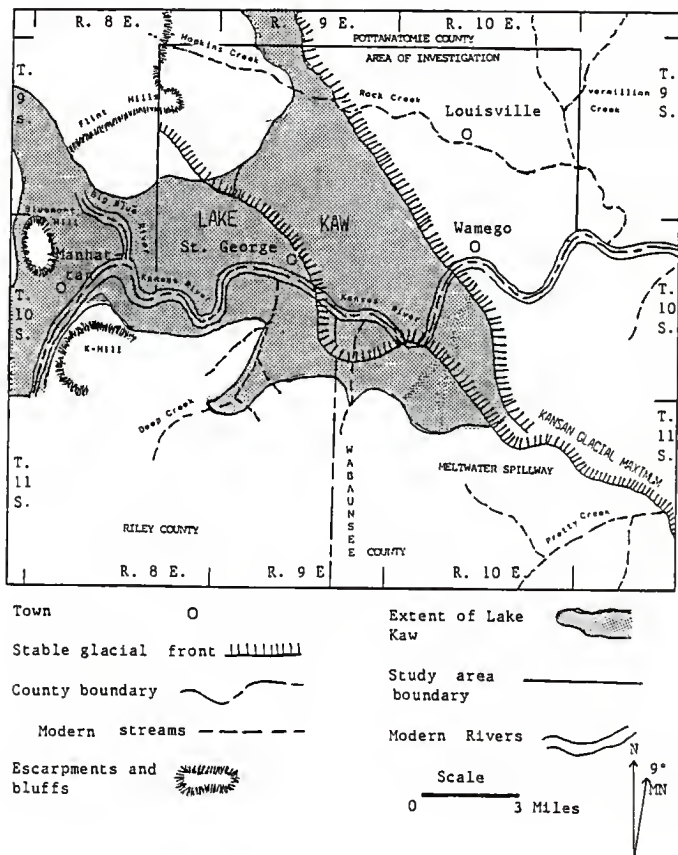 R. 8 E.
R. 9 E.
R. 10 E.
POTTAWATOMIE COUNTY
AREA OF INVESTIGATION
T.
9
S.
T.
9
S.
Hopkins Creek
Flint Hills
Rock Creek
Louisville
Vermillion
Creek
Bluemont
Hill
Big Blue
River
LAKE
KAW
St. George
Wamego
Manhat-
tan
Kansas River
Kansas River
T.
10
S.
T.
10
S.
K-Hill
Deep Creek
KANSAN GLACIAL MAXIMUM
T.
11
S.
T.
11
S.
WABAUNSEE
COUNTY
MELTWATER SPILLWAY
Pretty Creek
RILEY COUNTY
R. 8 E.
R. 9 E
R. 10 E.
Town
Stable glacial front
County boundary
Modern streams
Escarpments and
bluffs
Extent of Lake
Kaw
Study area
boundary
Modern Rivers
Scale
0 3 Miles
N
9°
MN